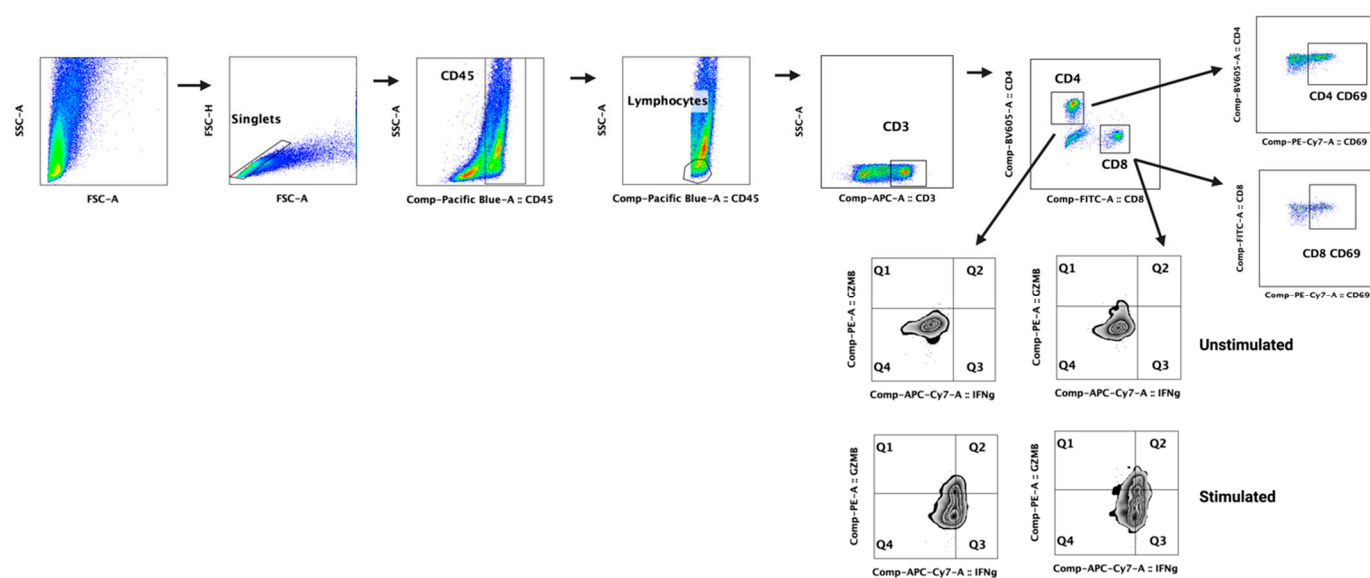 SSC-A
FSC-A
FSC-H
Singlets
FSC-A
SSC-A
CD45
Comp-Pacific Blue-A :: CD45
SSC-A
Lymphocytes
Comp-Pacific Blue-A :: CD45
SSC-A
CD3
Comp-APC-A :: CD3
Comp-BV605-A :: CD4
CD4
CD8
Comp-FITC-A :: CD8
Comp-BV605-A :: CD4
CD4 CD69
Comp-PE-Cy7-A :: CD69
Comp-FITC-A :: CD8
CD8 CD69
Comp-PE-Cy7-A :: CD69
Comp-PE-A :: GZMB
Q1 Q2
Q4 Q3
Comp-APC-Cy7-A :: IFNg
Comp-PE-A :: GZMB
Q1 Q2
Q4 Q3
Comp-APC-Cy7-A :: IFNg
Unstimulated
Comp-PE-A :: GZMB
Q1 Q2
Q4 Q3
Comp-APC-Cy7-A :: IFNg
Comp-PE-A :: GZMB
Q1 Q2
Q4 Q3
Comp-APC-Cy7-A :: IFNg
Stimulated